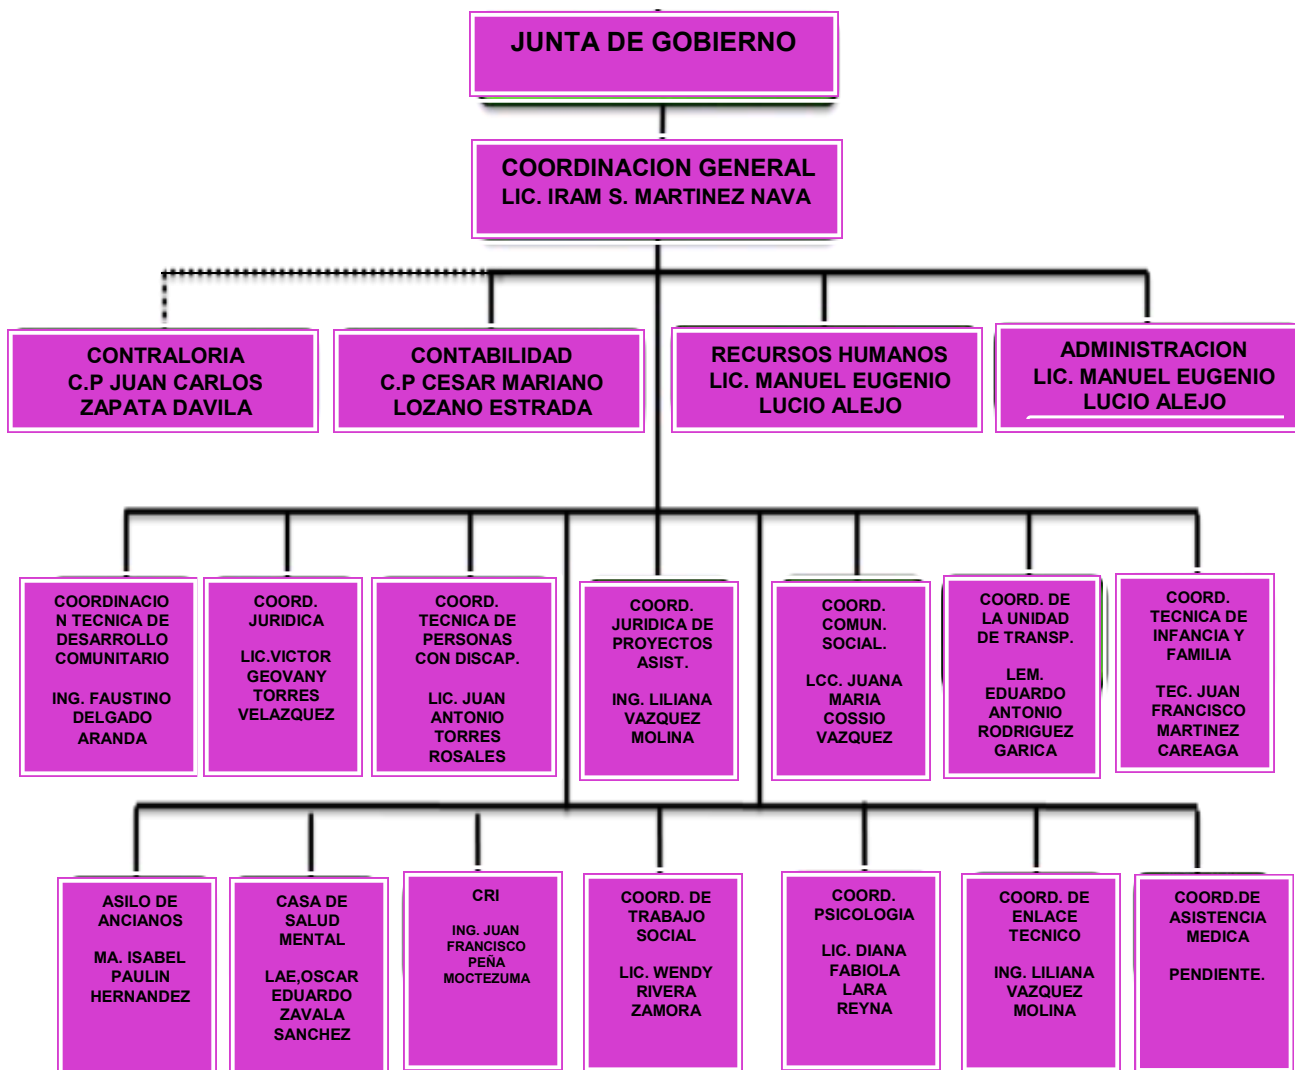 JUNTA DE GOBIERNO
COORDINACION GENERAL
LIC. IRAM S. MARTINEZ NAVA
CONTRALORIA
C.P JUAN CARLOS
ZAPATA DAVILA
CONTABILIDAD
C.P CESAR MARIANO
LOZANO ESTRADA
RECURSOS HUMANOS
LIC. MANUEL EUGENIO
LUCIO ALEJO
ADMINISTRACION
LIC. MANUEL EUGENIO
LUCIO ALEJO
COORDINACIO
N TECNICA DE
DESARROLLO
COMUNITARIO
ING. FAUSTINO
DELGADO
ARANDA
COORD.
JURIDICA
LIC.VICTOR
GEOVANY
TORRES
VELAZQUEZ
COORD.
TECNICA DE
PERSONAS
CON DISCAP.
LIC. JUAN
ANTONIO
TORRES
ROSALES
COORD.
JURIDICA DE
PROYECTOS
ASIST.
ING. LILIANA
VAZQUEZ
MOLINA
COORD.
COMUN.
SOCIAL.
LCC. JUANA
MARIA
COSSIO
VAZQUEZ
COORD. DE
LA UNIDAD
DE TRANSP.
LEM.
EDUARDO
ANTONIO
RODRIGUEZ
GARICA
COORD.
TECNICA DE
INFANCIA Y
FAMILIA
TEC. JUAN
FRANCISCO
MARTINEZ
CAREAGA
ASILO DE
ANCIANOS
MA. ISABEL
PAULIN
HERNANDEZ
CASA DE
SALUD
MENTAL
LAE,OSCAR
EDUARDO
ZAVALA
SANCHEZ
CRI
ING. JUAN
FRANCISCO
PEÑA
MOCTEZUMA
COORD. DE
TRABAJO
SOCIAL
LIC. WENDY
RIVERA
ZAMORA
COORD.
PSICOLOGIA
LIC. DIANA
FABIOLA
LARA
REYNA
COORD. DE
ENLACE
TECNICO
ING. LILIANA
VAZQUEZ
MOLINA
COORD.DE
ASISTENCIA
MEDICA
PENDIENTE.